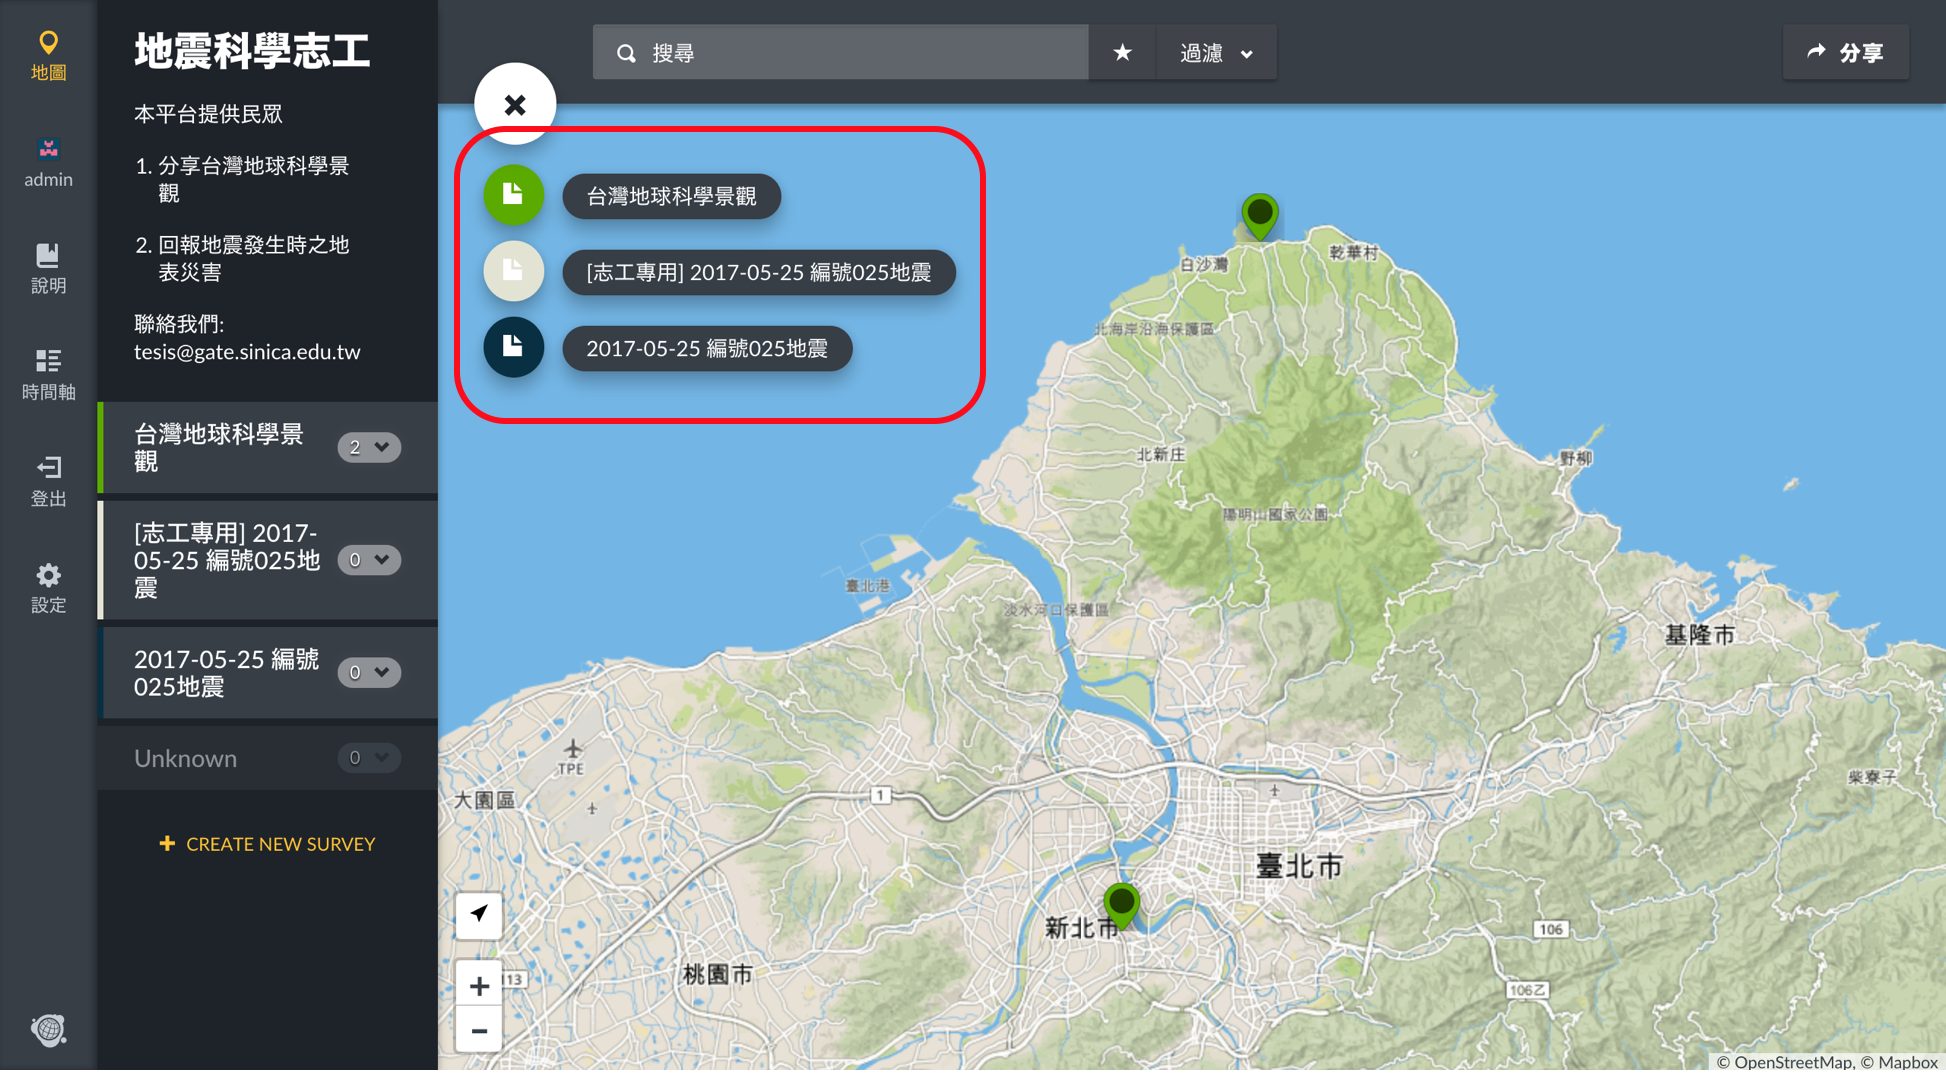 地圖
admin
說明
時間軸
登出
設定
地震科學志工
本平台提供民眾
1. 分享台灣地球科學景
觀
2. 回報地震發生時之地
表災害
聯絡我們:
tesis@gate.sinica.edu.tw
台灣地球科學景
觀
2
[志工專用] 2017-
05-25 編號025地
震
0
2017-05-25 編號
025地震
0
Unknown
0
+ CREATE NEW SURVEY
搜尋
過濾
分享
台灣地球科學景觀
[志工專用] 2017-05-25 編號025地震
2017-05-25 編號025地震
白沙灣
乾華村
北海岸沿海保護區
北新庄
野柳
陽明山國家公園
臺北港
淡水河口保護區
基隆市
TPE
大園區
1
柴寮子
臺北市
新北市
106
桃園市
113
106乙
+
−
© OpenStreetMap, © Mapbox